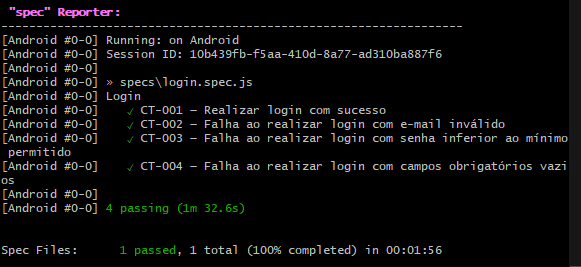 "spec" Reporter:
------------------------------------------------------------------
[Android #0-0] Running: on Android
[Android #0-0] Session ID: 10b439fb-f5aa-410d-8a77-ad310ba887f6
[Android #0-0]
[Android #0-0] » specs\login.spec.js
[Android #0-0] Login
[Android #0-0]    ✓ CT-001 – Realizar login com sucesso
[Android #0-0]    ✓ CT-002 – Falha ao realizar login com e-mail inválido
[Android #0-0]    ✓ CT-003 – Falha ao realizar login com senha inferior ao mínimo
 permitido
[Android #0-0]    ✓ CT-004 – Falha ao realizar login com campos obrigatórios vazi
os
[Android #0-0]
[Android #0-0] 4 passing (1m 32.6s)
Spec Files:      1 passed, 1 total (100% completed) in 00:01:56